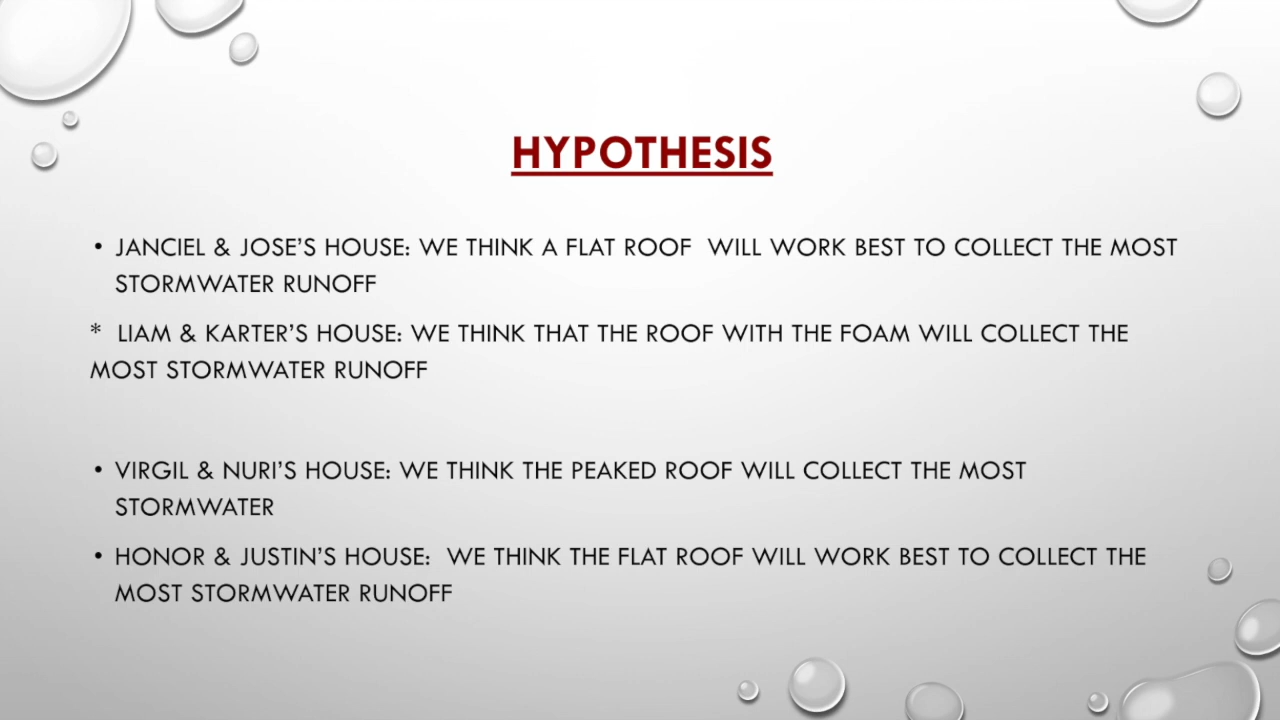 HYPOTHESIS
• JANCIEL & JOSE’S HOUSE: WE THINK A FLAT ROOF  WILL WORK BEST TO COLLECT THE MOST
STORMWATER RUNOFF
*  LIAM & KARTER’S HOUSE: WE THINK THAT THE ROOF WITH THE FOAM WILL COLLECT THE
MOST STORMWATER RUNOFF
• VIRGIL & NURI’S HOUSE: WE THINK THE PEAKED ROOF WILL COLLECT THE MOST
STORMWATER
• HONOR & JUSTIN’S HOUSE:  WE THINK THE FLAT ROOF WILL WORK BEST TO COLLECT THE
MOST STORMWATER RUNOFF